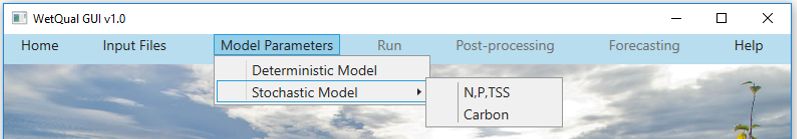 WetQual GUI v1.0
Home Input Files Model Parameters Run Post-processing Forecasting Help
Deterministic Model
Stochastic Model N,P,TSS
Carbon